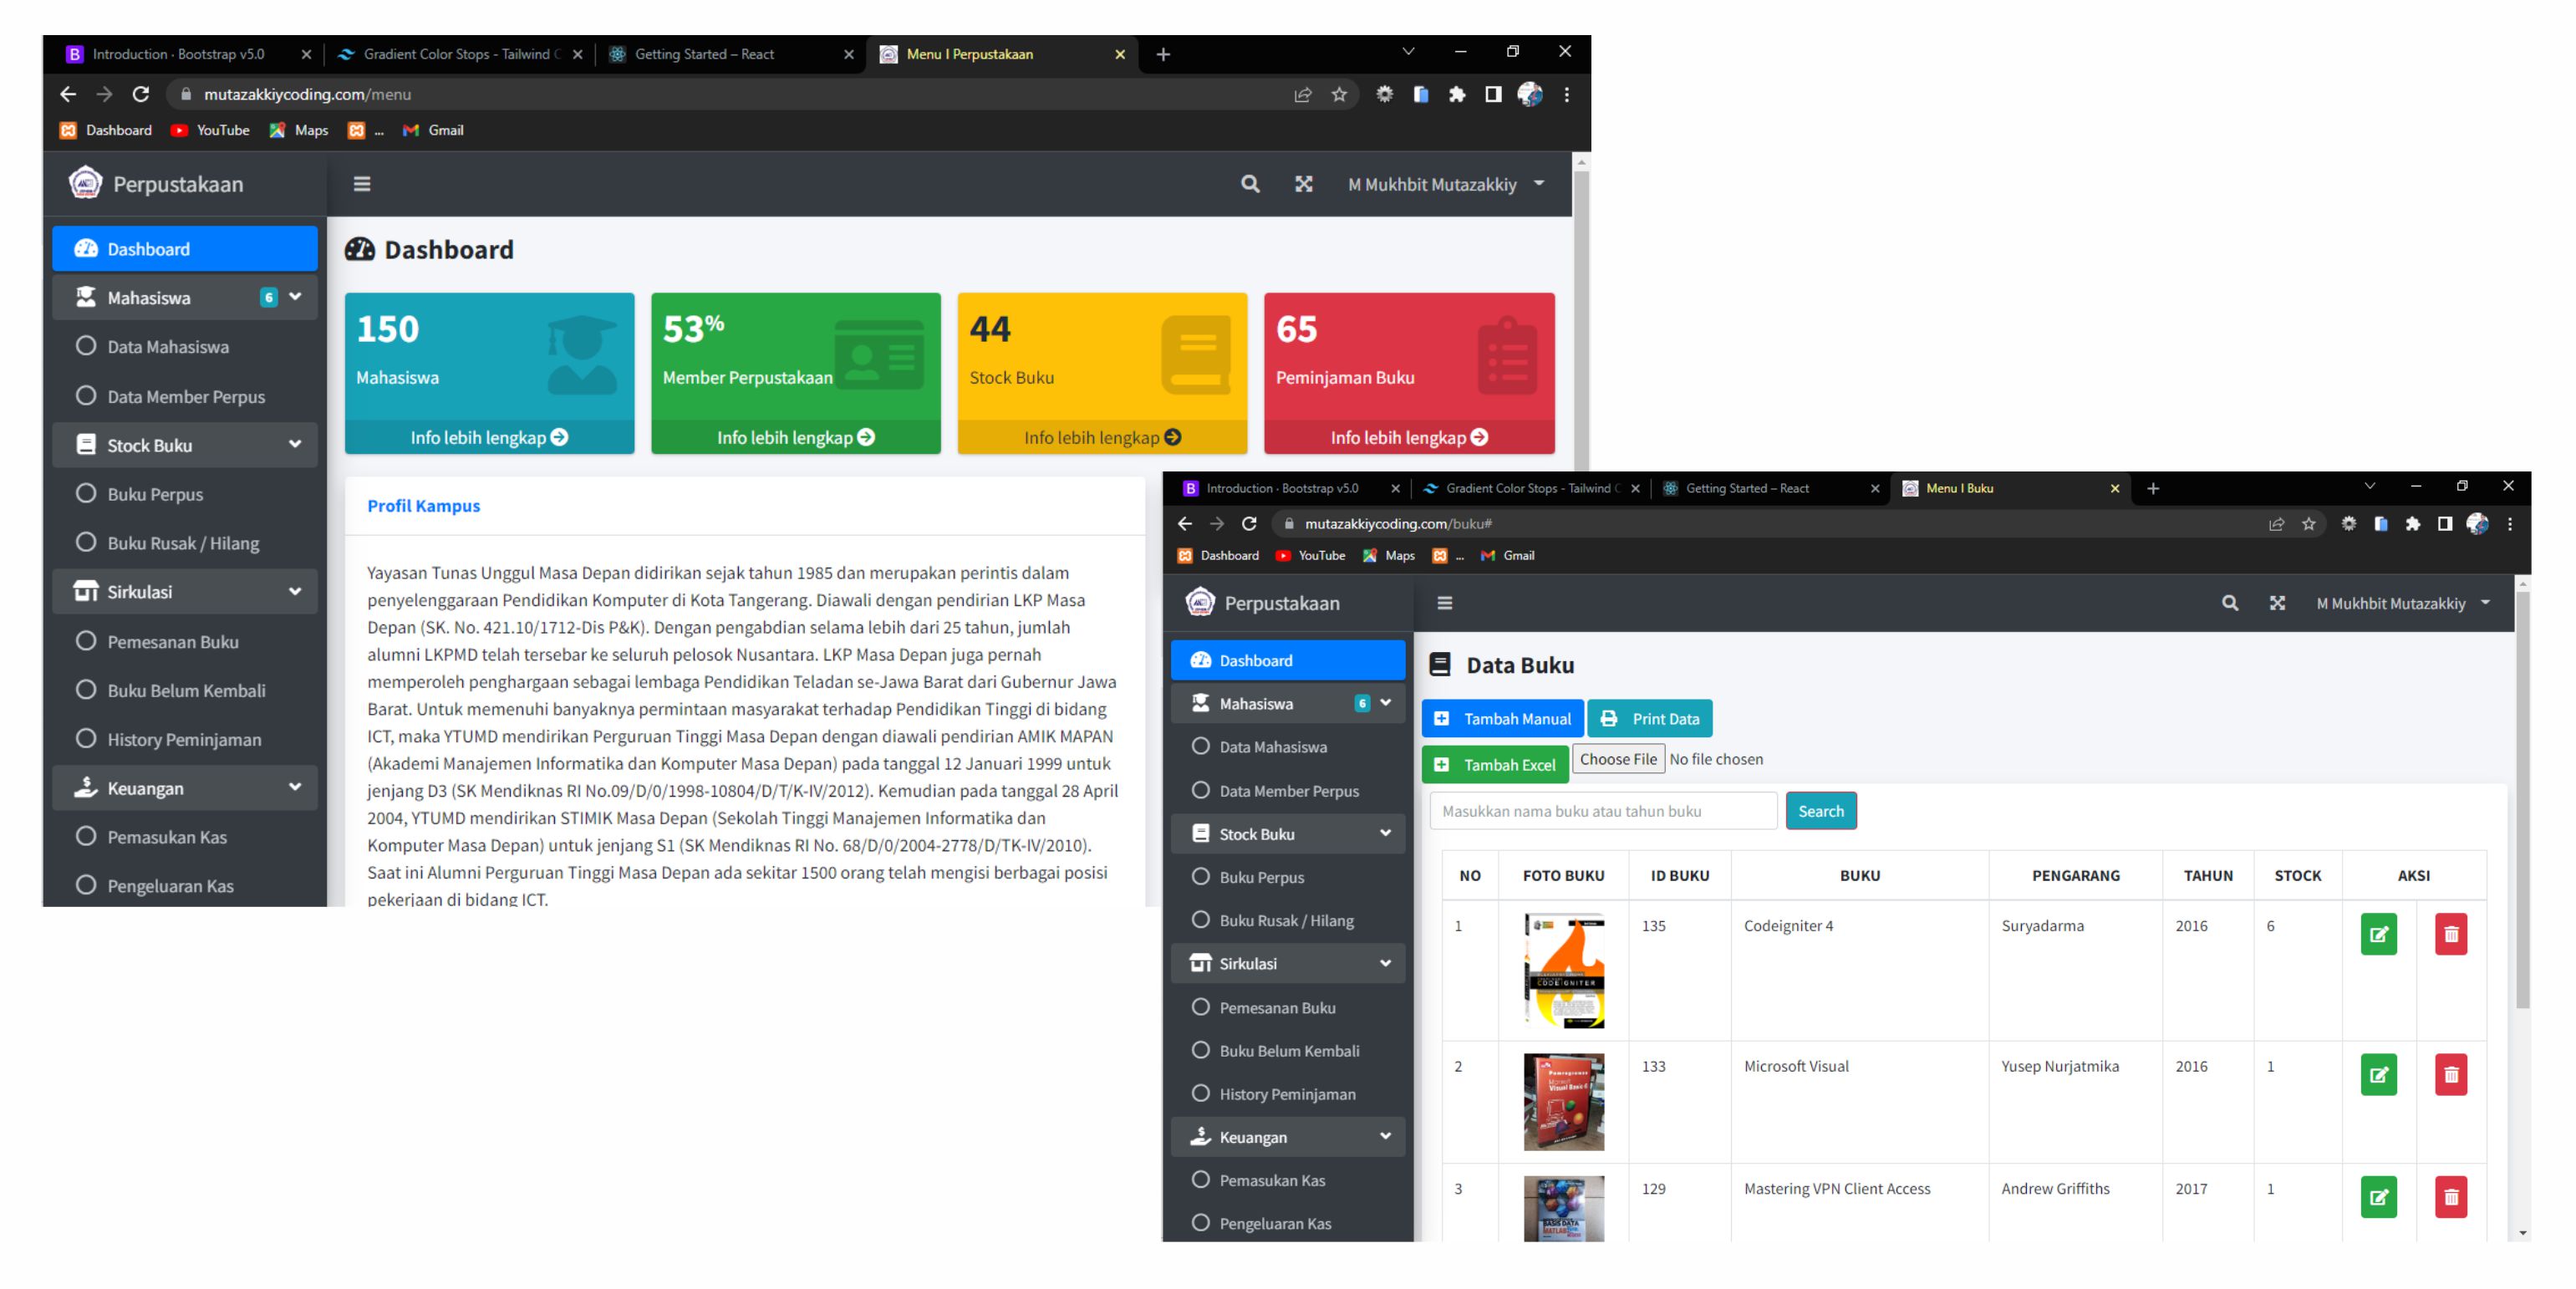 Introduction · Bootstrap v5.0
Gradient Color Stops - Tailwind C
Getting Started – React
Menu | Perpustakaan
mutazakkiycoding.com/menu
Dashboard YouTube Maps ... Gmail
Perpustakaan
M Mukhbit Mutazakkiy
Dashboard
Mahasiswa 6
Data Mahasiswa
Data Member Perpus
Stock Buku
Buku Perpus
Buku Rusak / Hilang
Sirkulasi
Pemesanan Buku
Buku Belum Kembali
History Peminjaman
Keuangan
Pemasukan Kas
Pengeluaran Kas
Dashboard
150
Mahasiswa
Info lebih lengkap
53%
Member Perpustakaan
Info lebih lengkap
44
Stock Buku
Info lebih lengkap
65
Peminjaman Buku
Info lebih lengkap
Profil Kampus
Yayasan Tunas Unggul Masa Depan didirikan sejak tahun 1985 dan merupakan perintis dalam
penyelenggaraan Pendidikan Komputer di Kota Tangerang. Diawali dengan pendirian LKP Masa
Depan (SK. No. 421.10/1712-Dis P&K). Dengan pengabdian selama lebih dari 25 tahun, jumlah
alumni LKPMD telah tersebar ke seluruh pelosok Nusantara. LKP Masa Depan juga pernah
memperoleh penghargaan sebagai lembaga Pendidikan Teladan se-Jawa Barat dari Gubernur Jawa
Barat. Untuk memenuhi banyaknya permintaan masyarakat terhadap Pendidikan Tinggi di bidang
ICT, maka YTUMD mendirikan Perguruan Tinggi Masa Depan dengan diawali pendirian AMIK MAPAN
(Akademi Manajemen Informatika dan Komputer Masa Depan) pada tanggal 12 Januari 1999 untuk
jenjang D3 (SK Mendiknas RI No.09/D/0/1998-10804/D/T/K-IV/2012). Kemudian pada tanggal 28 April
2004, YTUMD mendirikan STIMIK Masa Depan (Sekolah Tinggi Manajemen Informatika dan
Komputer Masa Depan) untuk jenjang S1 (SK Mendiknas RI No. 68/D/0/2004-2778/D/TK-IV/2010).
Saat ini Alumni Perguruan Tinggi Masa Depan ada sekitar 1500 orang telah mengisi berbagai posisi
pekerjaan di bidang ICT.
Introduction · Bootstrap v5.0
Gradient Color Stops - Tailwind C
Getting Started – React
Menu | Buku
mutazakkiycoding.com/buku#
Dashboard YouTube Maps ... Gmail
Perpustakaan
M Mukhbit Mutazakkiy
Dashboard
Mahasiswa 6
Data Mahasiswa
Data Member Perpus
Stock Buku
Buku Perpus
Buku Rusak / Hilang
Sirkulasi
Pemesanan Buku
Buku Belum Kembali
History Peminjaman
Keuangan
Pemasukan Kas
Pengeluaran Kas
Data Buku
Tambah Manual Print Data
Tambah Excel Choose File No file chosen
Masukkan nama buku atau tahun buku Search
NO FOTO BUKU ID BUKU BUKU PENGARANG TAHUN STOCK AKSI
1 135 Codeigniter 4 Suryadarma 2016 6
CODEIGNITER
2 133 Microsoft Visual Yusep Nurjatmika 2016 1
Pemrograman
Microsoft
Visual Basic 6
3 129 Mastering VPN Client Access Andrew Griffiths 2017 1
BASIS DATA
MATLAB